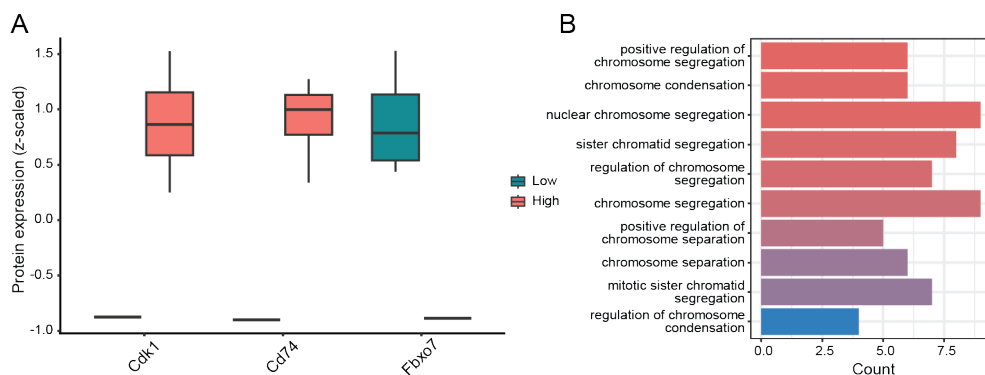 A
Protein expression (z-scaled)
1.5
1.0
0.5
0.0
-0.5
-1.0
Cdk1
Cd74
Fbxo7
Low
High
B
positive regulation of
chromosome segregation
chromosome condensation
nuclear chromosome segregation
sister chromatid segregation
regulation of chromosome
segregation
chromosome segregation
positive regulation of
chromosome separation
chromosome separation
mitotic sister chromatid
segregation
regulation of chromosome
condensation
0.0
2.5
5.0
7.5
Count